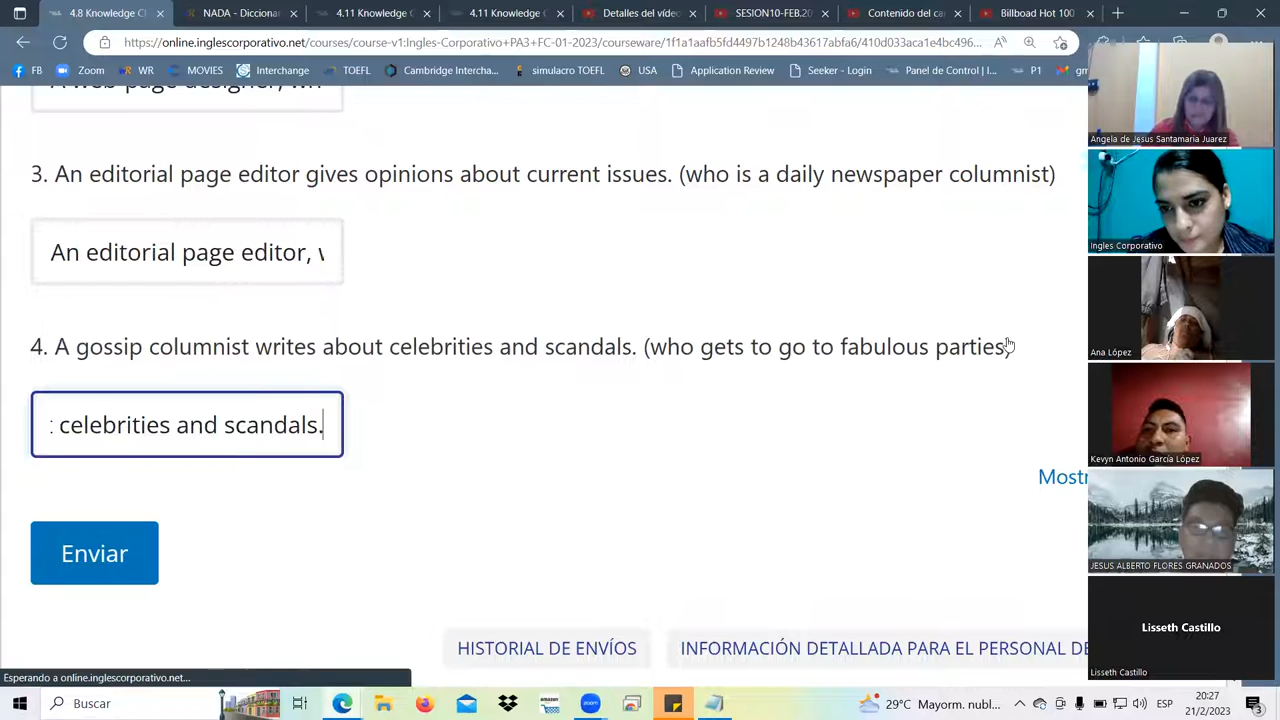 4.8 Knowledge C
NADA - Diccion
4.11 Knowledge
4.11 Knowledge
Detalles del víde
SESION10-FEB.20
Contenido del ca
Billboad Hot 100
https://online.inglescorporativo.net/courses/course-v1:Ingles-Corporativo+PA3+FC-01-2023/courseware/1f1a1aafb5fd4497b1248b43617abfa6/410d033aca1e4bc496...
FB Zoom WR MOVIES Interchange TOEFL Cambridge Intercha... simulacro TOEFL USA Application Review Seeker - Login Panel de Control | I... P1
A web-page designer, wh
3. An editorial page editor gives opinions about current issues. (who is a daily newspaper columnist)
An editorial page editor, w
4. A gossip columnist writes about celebrities and scandals. (who gets to go to fabulous parties)
celebrities and scandals.
Mostr
Enviar
HISTORIAL DE ENVÍOS
INFORMACIÓN DETALLADA PARA EL PERSONAL DE
Esperando a online.inglescorporativo.net...
Angela de Jesus Santamaria Juarez
Ingles Corporativo
Ana López
Kevyn Antonio García López
JESUS ALBERTO FLORES GRANADOS
Lisseth Castillo
Lisseth Castillo
Buscar
29°C Mayorm. nubl...
ESP
20:27
21/2/2023
3